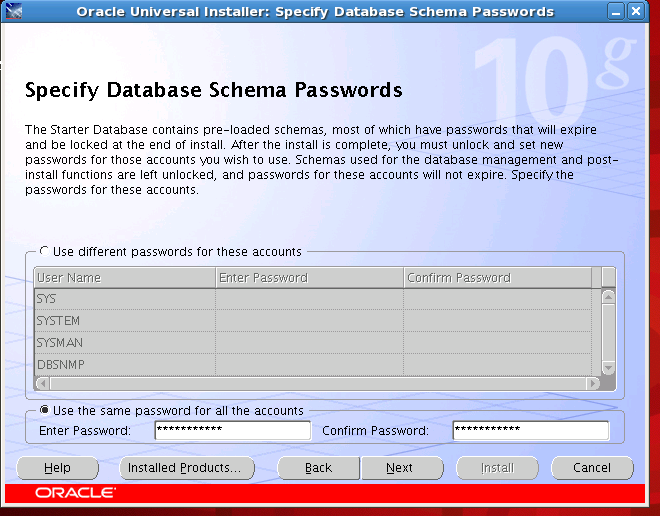 Oracle Universal Installer: Specify Database Schema Passwords
10g
Specify Database Schema Passwords
The Starter Database contains pre-loaded schemas, most of which have passwords that will expire
and be locked at the end of install. After the install is complete, you must unlock and set new
passwords for those accounts you wish to use. Schemas used for the database management and post-
install functions are left unlocked, and passwords for these accounts will not expire. Specify the
passwords for these accounts.
Use different passwords for these accounts
User Name Enter Password Confirm Password
SYS
SYSTEM
SYSMAN
DBSNMP
Use the same password for all the accounts
Enter Password: *********** Confirm Password: ***********
Help Installed Products... Back Next Install Cancel
ORACLE